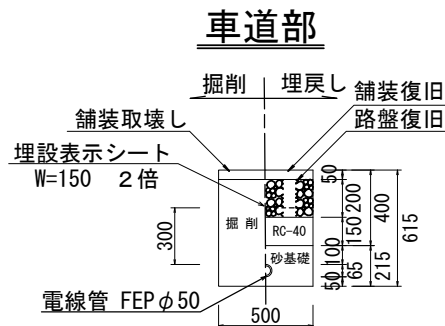 車道部
掘削 埋戻し
舗装取壊し
舗装復旧
路盤復旧
埋設表示シート
W=150 2倍
掘 削
RC-40
砂基礎
300
50
200
150
100
65
50
400
215
615
電線管 FEPφ50
500